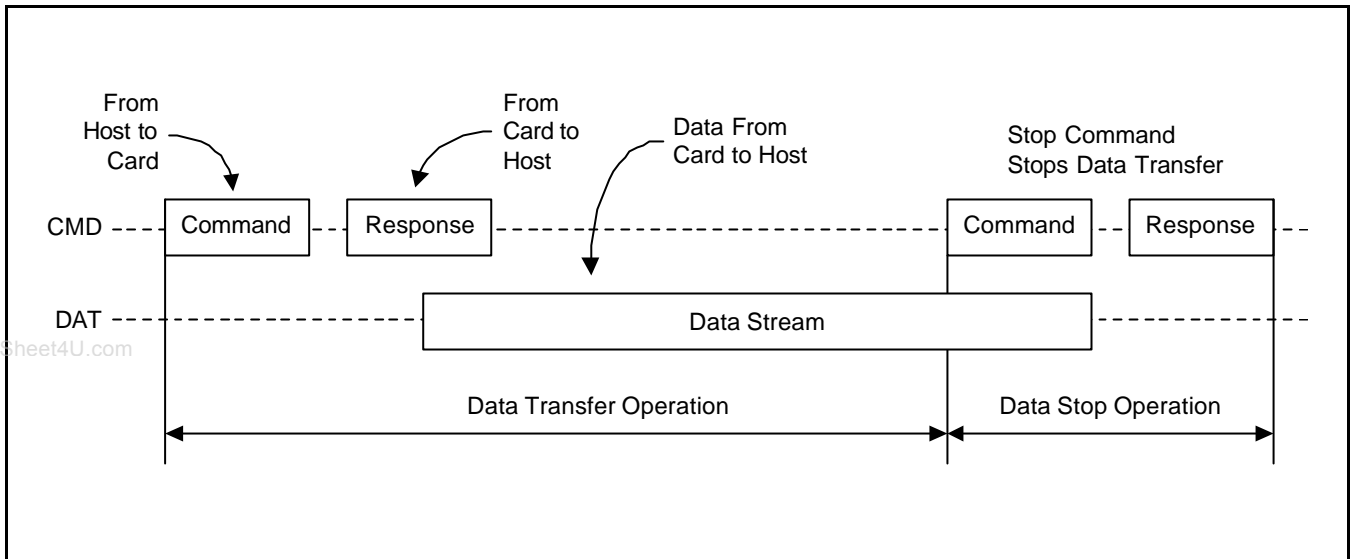 From
Host to
Card
From
Card to
Host
Data From
Card to Host
Stop Command
Stops Data Transfer
CMD
Command
Response
Command
Response
DAT
Data Stream
Sheet4U.com
Data Transfer Operation
Data Stop Operation